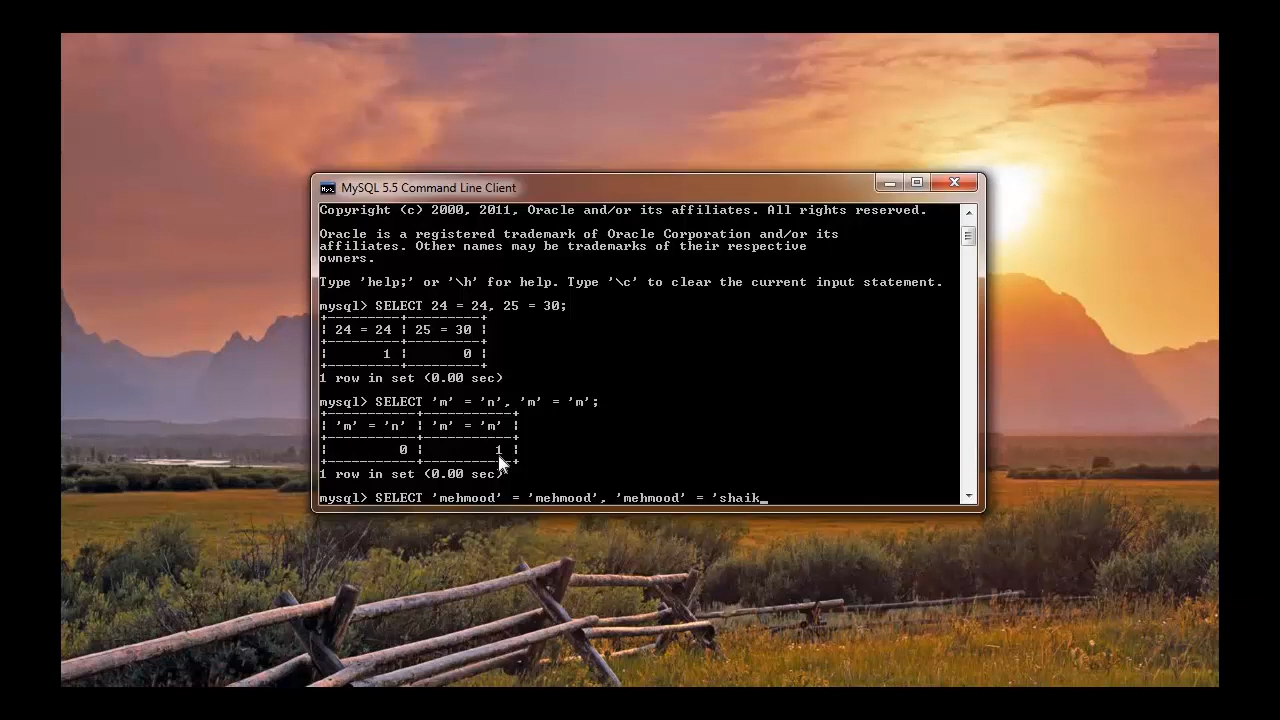 MySQL 5.5 Command Line Client
Copyright (c) 2000, 2011, Oracle and/or its affiliates. All rights reserved.
Oracle is a registered trademark of Oracle Corporation and/or its
affiliates. Other names may be trademarks of their respective
owners.
Type 'help;' or '\h' for help. Type '\c' to clear the current input statement.
mysql> SELECT 24 = 24, 25 = 30;
+---------+---------+
| 24 = 24 | 25 = 30 |
+---------+---------+
|       1 |       0 |
+---------+---------+
1 row in set (0.00 sec)
mysql> SELECT 'm' = 'n', 'm' = 'm';
+-----------+-----------+
| 'm' = 'n' | 'm' = 'm' |
+-----------+-----------+
|         0 |         1 |
+-----------+-----------+
1 row in set (0.00 sec)
mysql> SELECT 'mehmood' = 'mehmood', 'mehmood' = 'shaik_